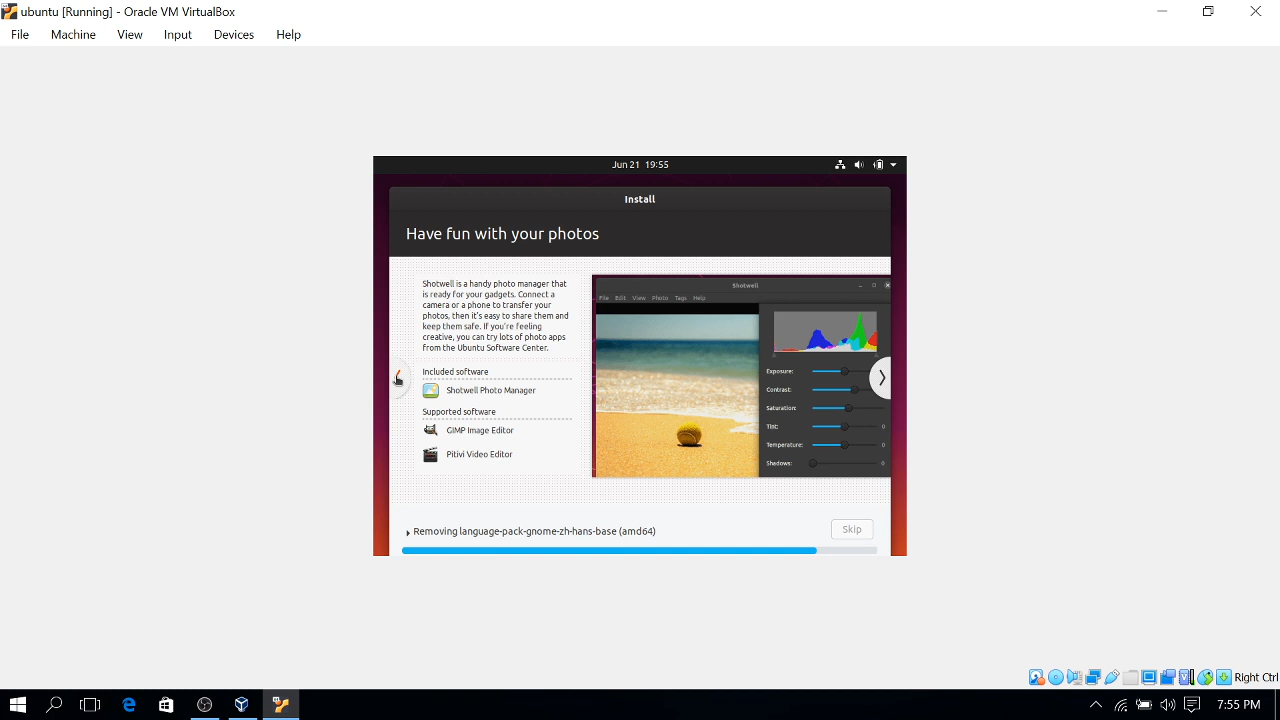 ubuntu [Running] - Oracle VM VirtualBox
File Machine View Input Devices Help
Jun 21 19:55
Install
Have fun with your photos
Shotwell is a handy photo manager that
is ready for your gadgets. Connect a
camera or a phone to transfer your
photos, then it's easy to share them and
keep them safe. If you're feeling
creative, you can try lots of photo apps
from the Ubuntu Software Center.
Included software
Shotwell Photo Manager
Supported software
GIMP Image Editor
Pitivi Video Editor
Shotwell
File Edit View Photo Tags Help
Exposure:
Contrast:
Saturation:
Tint: 0
Temperature: 0
Shadows: 0
Removing language-pack-gnome-zh-hans-base (amd64)
Skip
Right Ctrl
7:55 PM